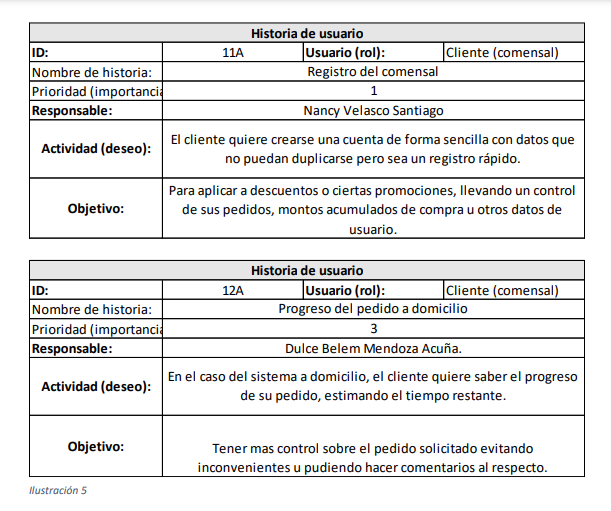 Historia de usuario
ID: 11A Usuario (rol): Cliente (comensal)
Nombre de historia: Registro del comensal
Prioridad (importancia 1
Responsable: Nancy Velasco Santiago
Actividad (deseo): El cliente quiere crearse una cuenta de forma sencilla con datos que
no puedan duplicarse pero sea un registro rápido.
Objetivo: Para aplicar a descuentos o ciertas promociones, llevando un control
de sus pedidos, montos acumulados de compra u otros datos de
usuario.
Historia de usuario
ID: 12A Usuario (rol): Cliente (comensal)
Nombre de historia: Progreso del pedido a domicilio
Prioridad (importancia 3
Responsable: Dulce Belem Mendoza Acuña.
Actividad (deseo): En el caso del sistema a domicilio, el cliente quiere saber el progreso
de su pedido, estimando el tiempo restante.
Objetivo: Tener mas control sobre el pedido solicitado evitando
inconvenientes u pudiendo hacer comentarios al respecto.
Ilustración 5